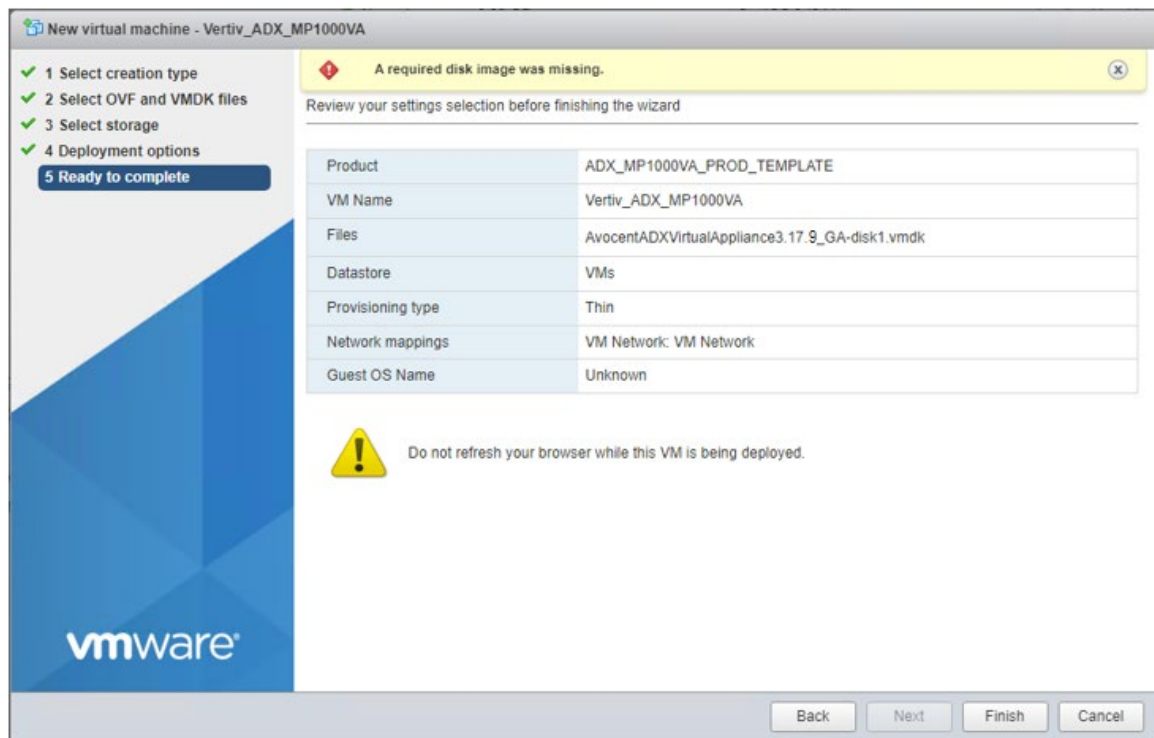 New virtual machine - Vertiv_ADX_MP1000VA
1 Select creation type
2 Select OVF and VMDK files
3 Select storage
4 Deployment options
5 Ready to complete
A required disk image was missing.
Review your settings selection before finishing the wizard
Product ADX_MP1000VA_PROD_TEMPLATE
VM Name Vertiv_ADX_MP1000VA
Files AvocentADXVirtualAppliance3.17.9_GA-disk1.vmdk
Datastore VMs
Provisioning type Thin
Network mappings VM Network: VM Network
Guest OS Name Unknown
Do not refresh your browser while this VM is being deployed.
vmware®
Back Next Finish Cancel